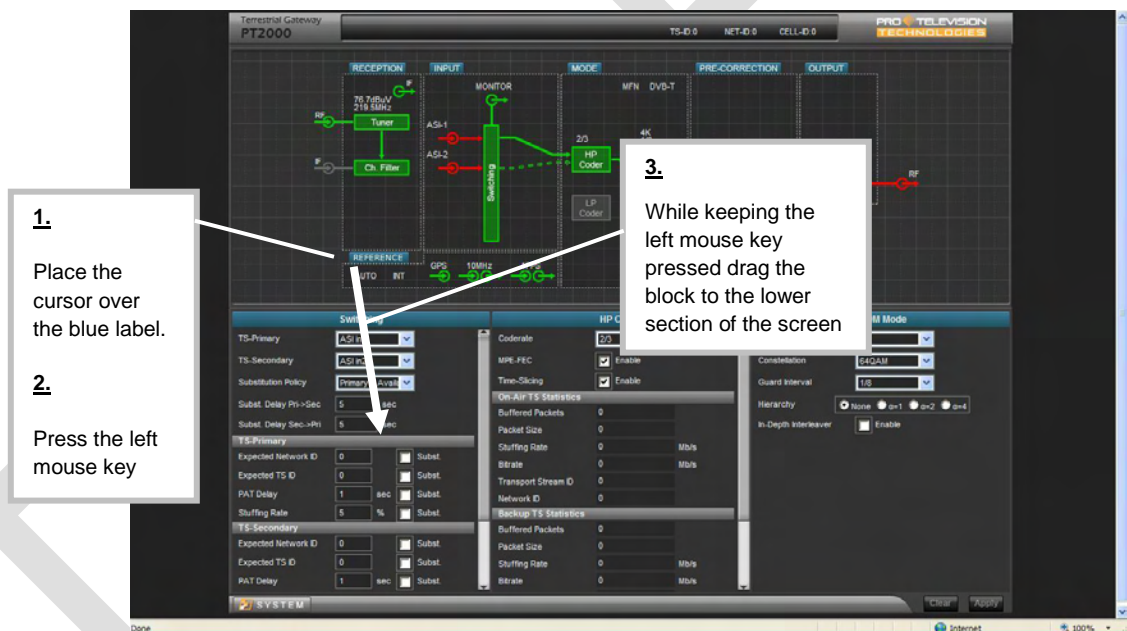 Terrestrial Gateway
PT2000
TS-ID:0 NET-ID:0 CELL-ID:0
PRO TELEVISION
TECHNOLOGIES
RECEPTION
INPUT
MODE
PRE-CORRECTION
OUTPUT
IF
MONITOR
MFN DVB-T
76.7dBuV
219.5MHz
RF
Tuner
ASI-1
2/3
4K
ASI-2
IF
Ch. Filter
Switching
HP
Coder
RF
LP
Coder
REFERENCE
AUTO INT
GPS 10MHz
1.
Place the
cursor over
the blue label.
2.
Press the left
mouse key
3.
While keeping the
left mouse key
pressed drag the
block to the lower
section of the screen
TS-Primary
TS-Secondary ASI in2
Substitution Policy Primary
Subst. Delay Pri->Sec 5 sec
Subst. Delay Sec->Pri 5
TS-Primary
Expected Network ID 0 Subst.
Expected TS ID 0 Subst.
PAT Delay 1 sec Subst.
Stuffing Rate 5 % Subst.
TS-Secondary
Expected Network ID 0 Subst.
Expected TS ID 0 Subst.
PAT Delay 1 sec Subst.
HP
Coderate 2/3
MPE-FEC Enable
Time-Slicing Enable
On-Air TS Statistics
Buffered Packets 0
Packet Size 0
Stuffing Rate 0 Mb/s
Bitrate 0 Mb/s
Transport Stream ID 0
Network ID 0
Backup TS Statistics
Buffered Packets 0
Packet Size 0
Stuffing Rate 0 Mb/s
Bitrate 0 Mb/s
Mode
Constellation 64QAM
Guard Interval 1/8
Hierarchy None α=1 α=2 α=4
In-Depth Interleaver Enable
SYSTEM
Clear Apply
Done
Internet
100%